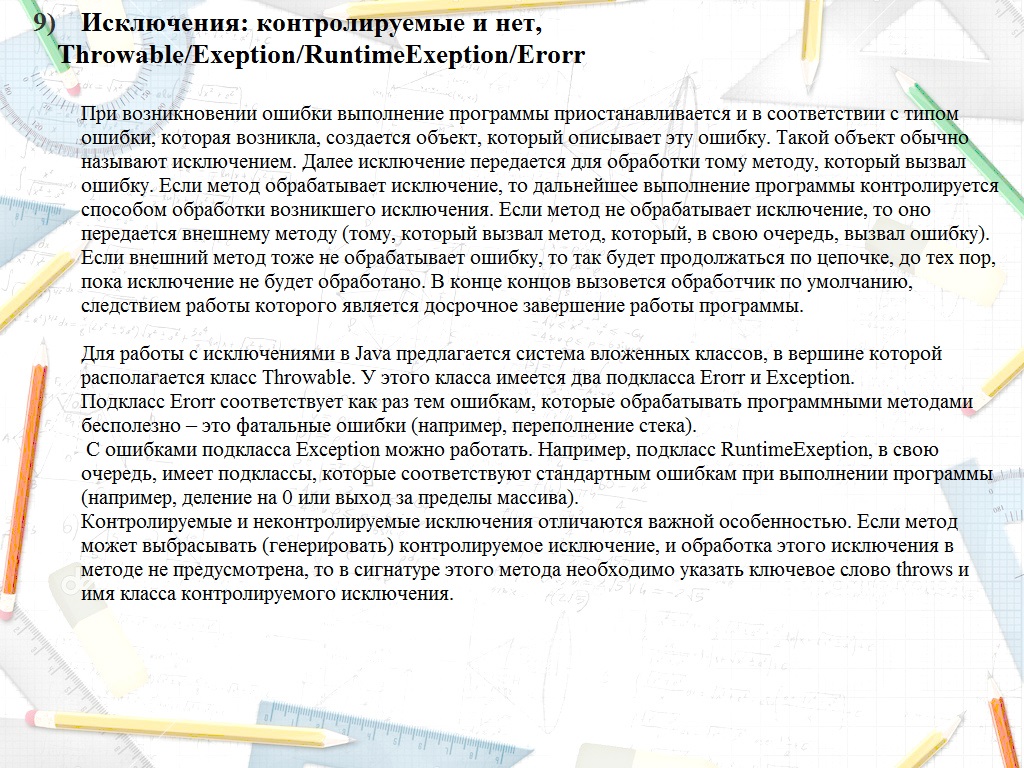 9) Исключения: контролируемые и нет,
Throwable/Exeption/RuntimeExeption/Erorr
При возникновении ошибки выполнение программы приостанавливается и в соответствии с типом
ошибки, которая возникла, создается объект, который описывает эту ошибку. Такой объект обычно
называют исключением. Далее исключение передается для обработки тому методу, который вызвал
ошибку. Если метод обрабатывает исключение, то дальнейшее выполнение программы контролируется
способом обработки возникшего исключения. Если метод не обрабатывает исключение, то оно
передается внешнему методу (тому, который вызвал метод, который, в свою очередь, вызвал ошибку).
Если внешний метод тоже не обрабатывает ошибку, то так будет продолжаться по цепочке, до тех пор,
пока исключение не будет обработано. В конце концов вызовется обработчик по умолчанию,
следствием работы которого является досрочное завершение работы программы.
Для работы с исключениями в Java предлагается система вложенных классов, в вершине которой
располагается класс Throwable. У этого класса имеется два подкласса Erorr и Exception.
Подкласс Erorr соответствует как раз тем ошибкам, которые обрабатывать программными методами
бесполезно – это фатальные ошибки (например, переполнение стека).
С ошибками подкласса Exception можно работать. Например, подкласс RuntimeExeption, в свою
очередь, имеет подклассы, которые соответствуют стандартным ошибкам при выполнении программы
(например, деление на 0 или выход за пределы массива).
Контролируемые и неконтролируемые исключения отличаются важной особенностью. Если метод
может выбрасывать (генерировать) контролируемое исключение, и обработка этого исключения в
методе не предусмотрена, то в сигнатуре этого метода необходимо указать ключевое слово throws и
имя класса контролируемого исключения.